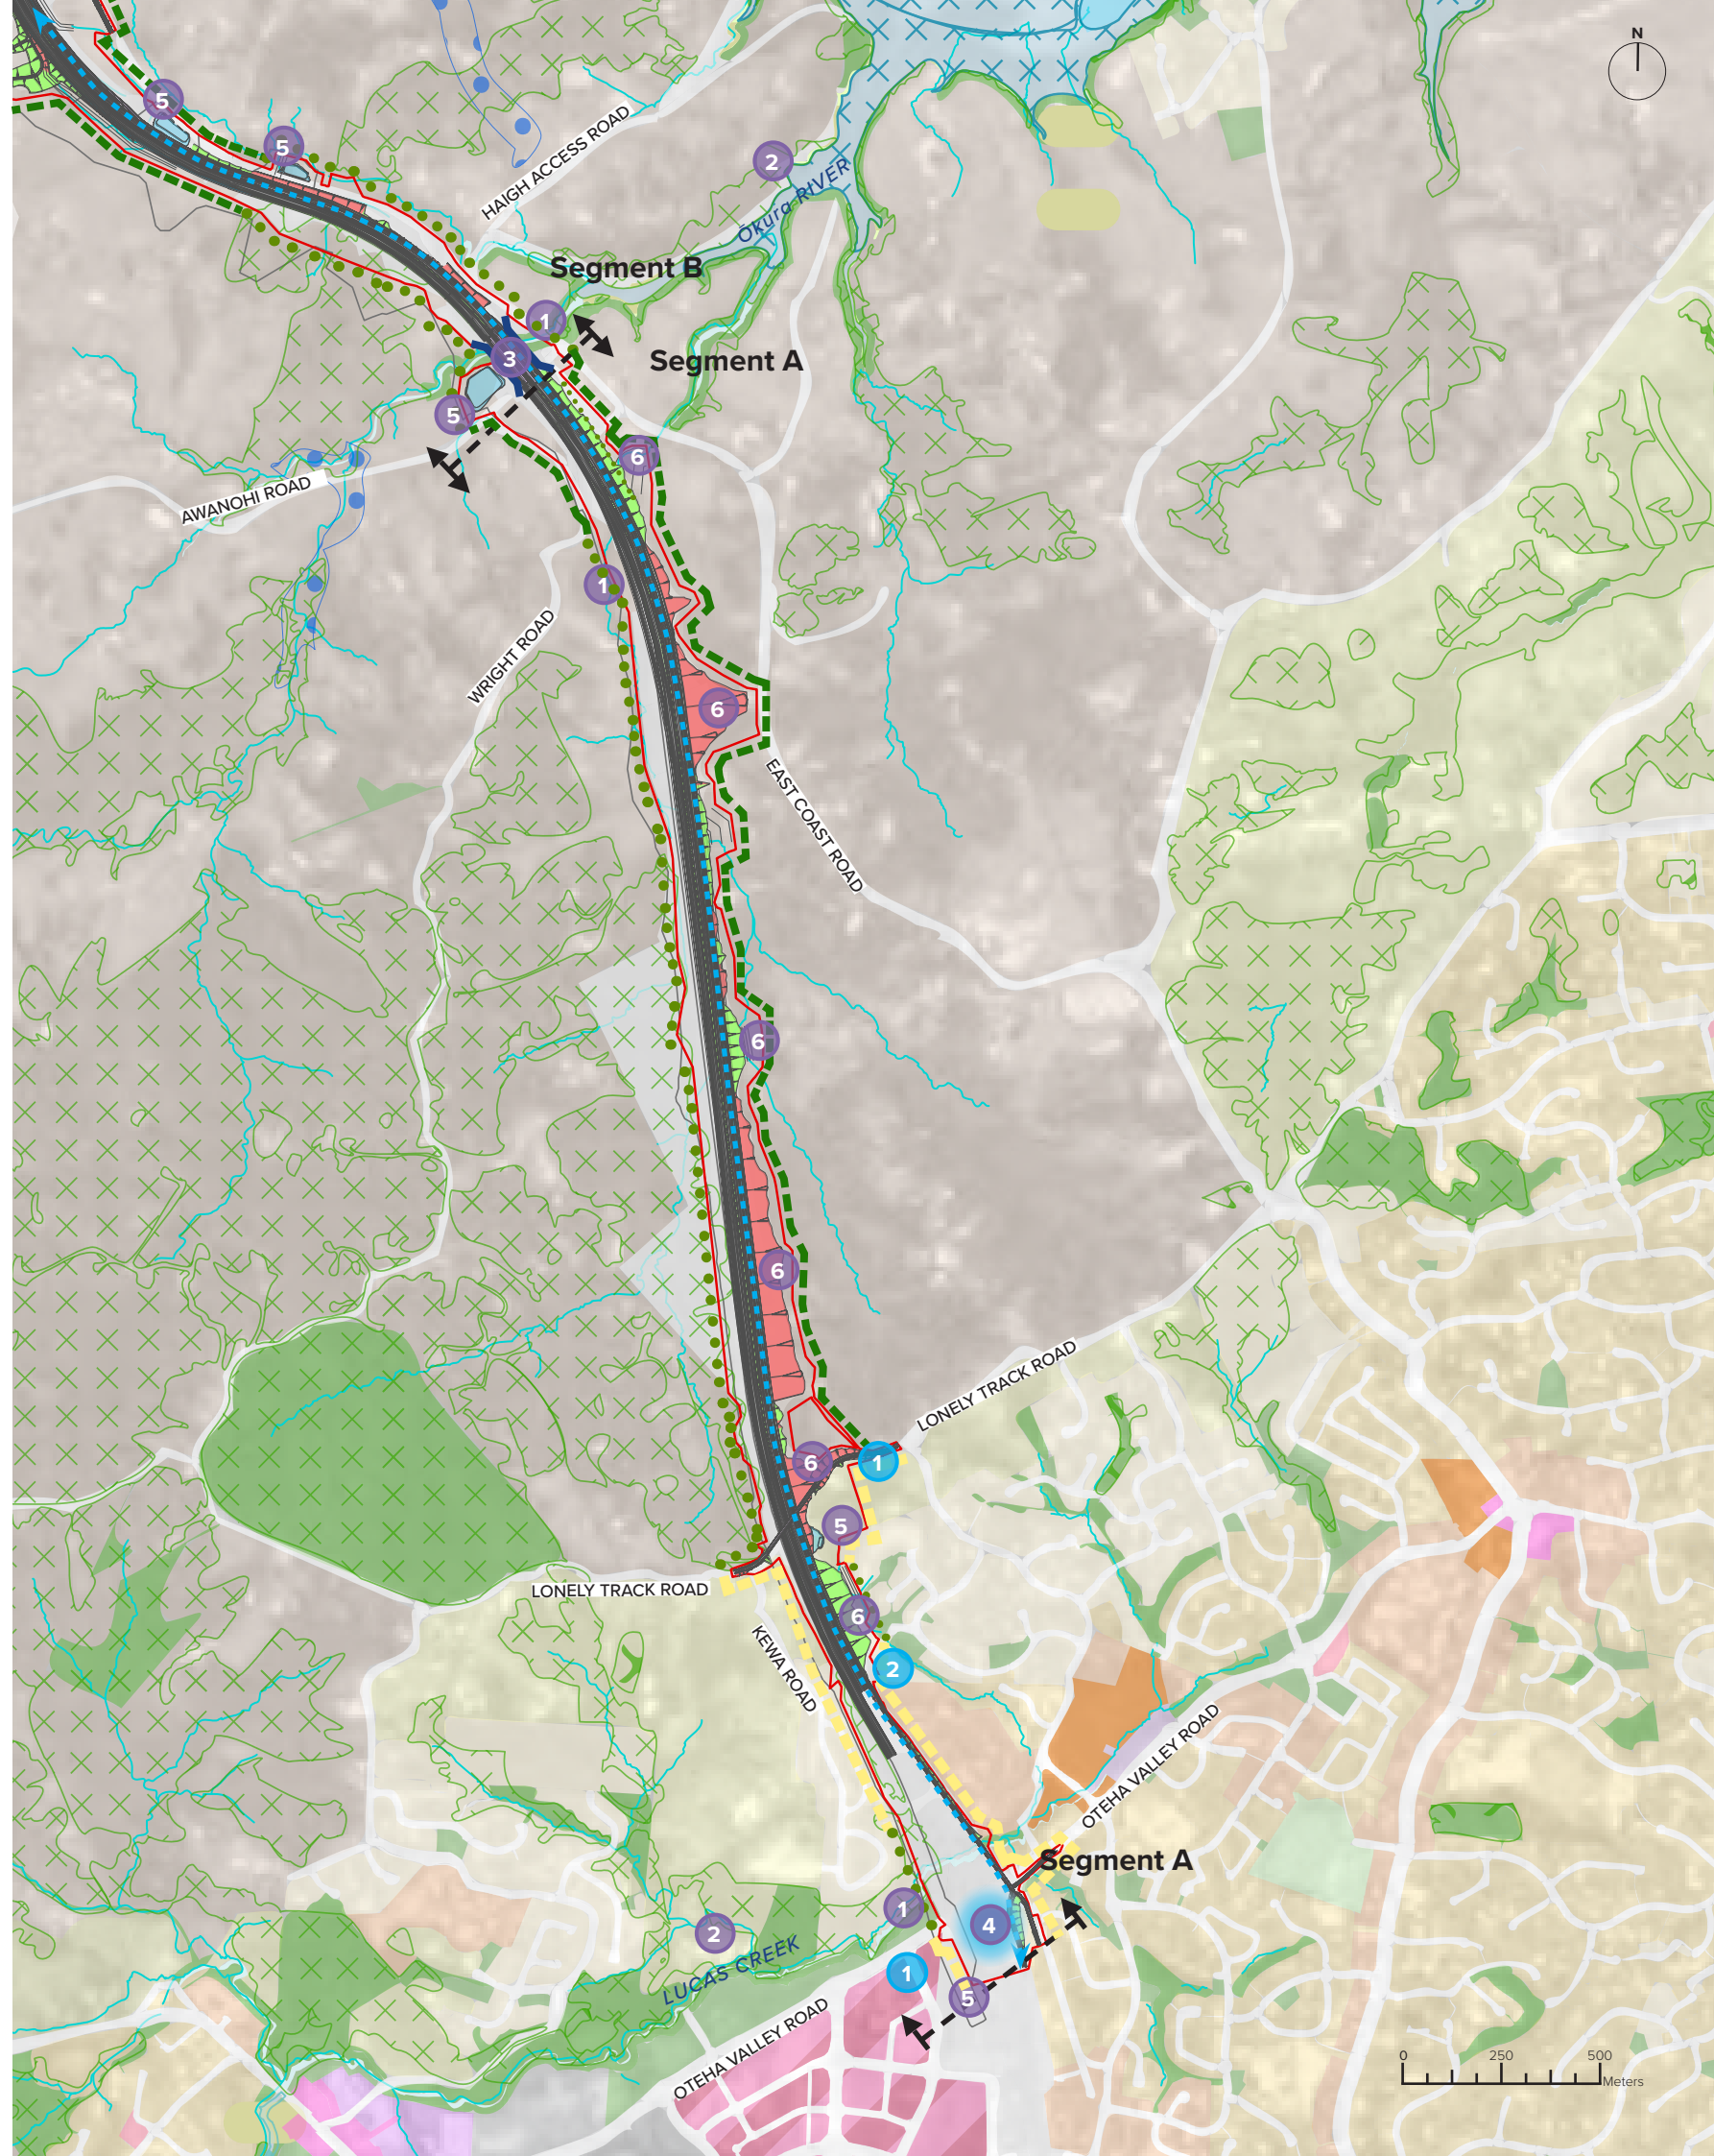 N
5
5
HAIGH ACCESS ROAD
2
Ōkura RIVER
Segment B
1
Segment A
3
5
6
AWANOHI ROAD
1
WRIGHT ROAD
6
EAST COAST ROAD
6
6
LONELY TRACK ROAD
6
1
5
LONELY TRACK ROAD
6
KEWA ROAD
2
OTEHA VALLEY ROAD
Segment A
1
4
2
LUCAS CREEK
1
5
OTEHA VALLEY ROAD
0 250 500
Meters